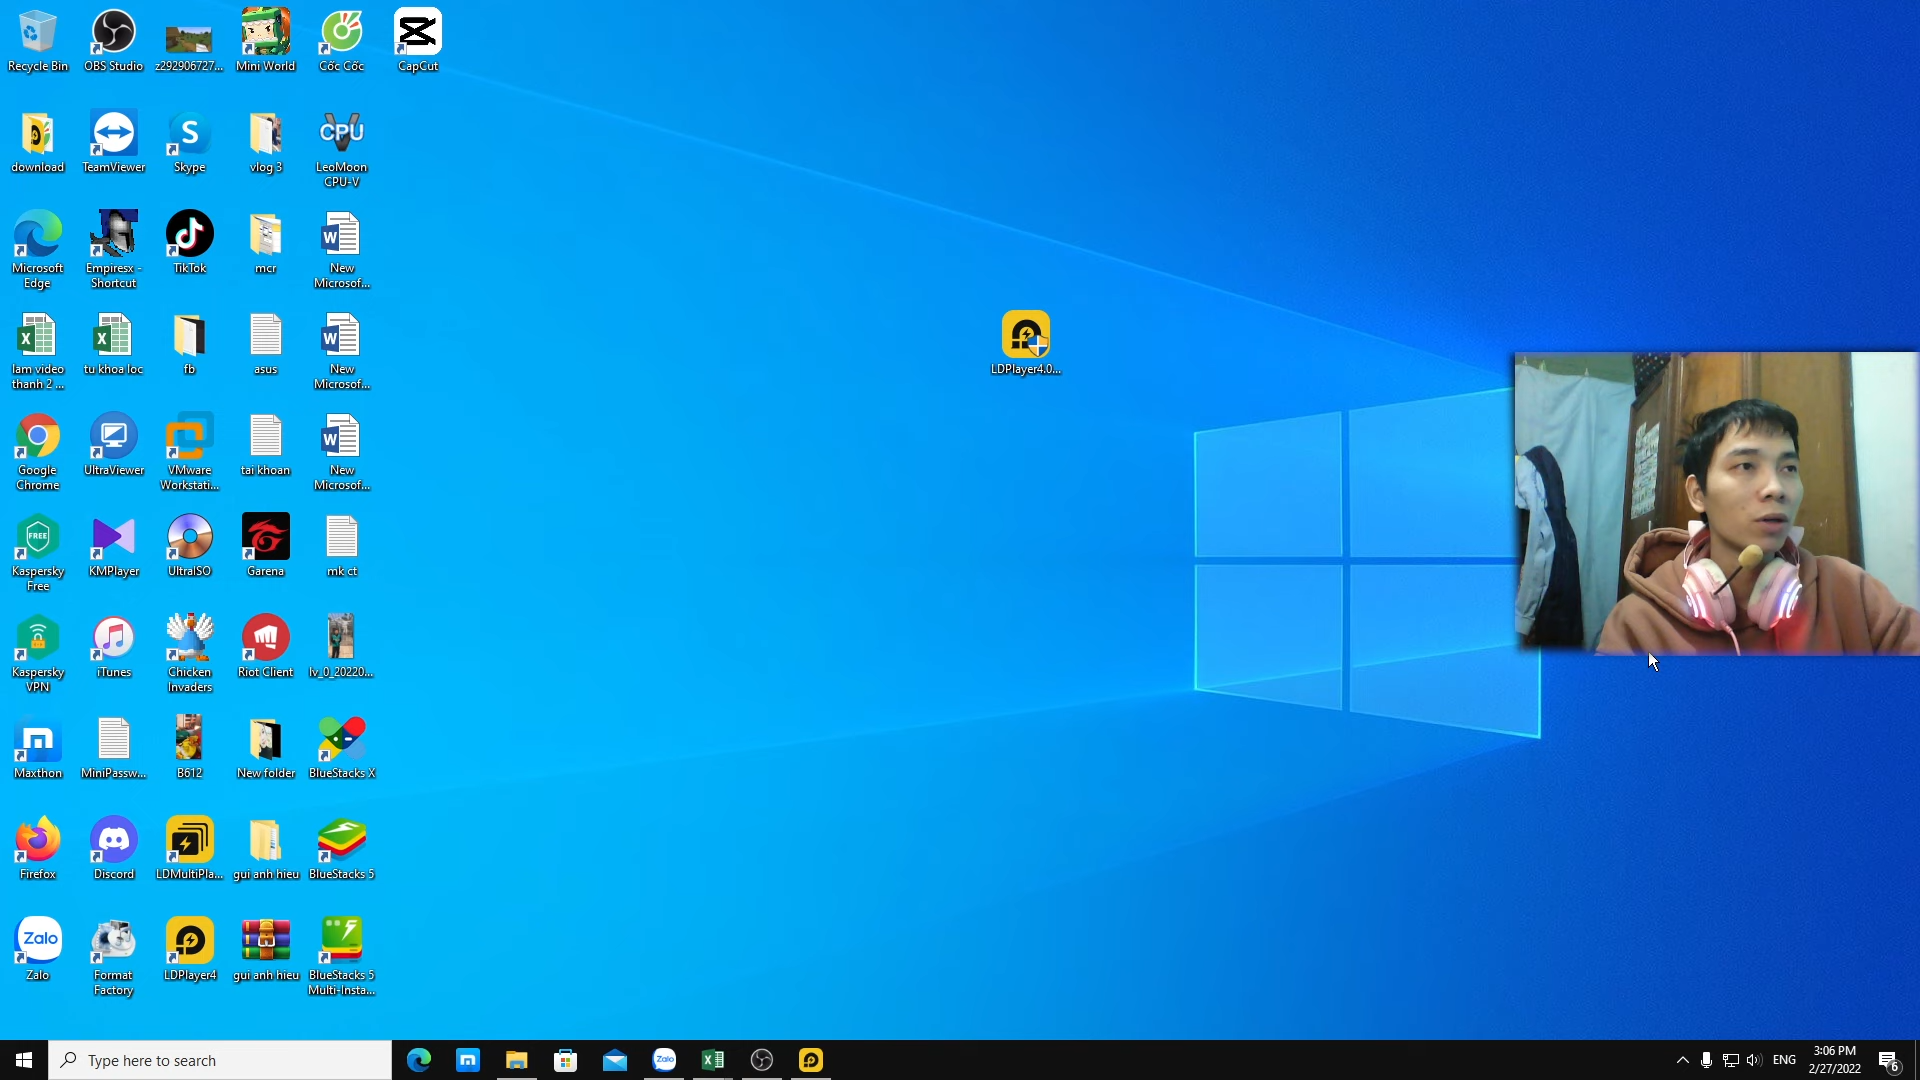 Recycle Bin
OBS Studio
z292906727...
Mini World
Cốc Cốc
CapCut
download
TeamViewer
S
Skype
vlog 3
CPU
LeoMoon
CPU-V
Microsoft
Edge
Empiresx -
Shortcut
TikTok
mcr
W
New
Microsof...
X
lam video
thanh 2 ...
X
tu khoa loc
fb
asus
W
New
Microsof...
LDPlayer4.0...
Google
Chrome
UltraViewer
VMware
Workstati...
tai khoan
W
New
Microsof...
FREE
Kaspersky
Free
KMPlayer
UltraISO
Garena
mk ct
Kaspersky
VPN
iTunes
Chicken
Invaders
Riot Client
lv_0_20220...
Maxthon
MiniPassw...
B612
New folder
BlueStacks X
Firefox
Discord
LDMultiPla...
gui anh hieu
BlueStacks 5
Zalo
Zalo
Format
Factory
LDPlayer4
gui anh hieu
BlueStacks 5
Multi-Insta...
Type here to search
Zalo
X
ENG
3:06 PM
2/27/2022
6